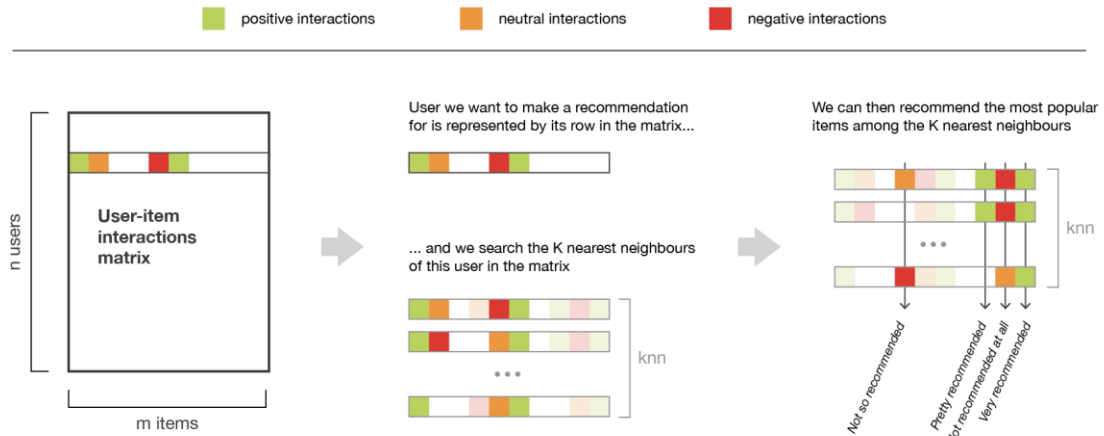 positive interactions
neutral interactions
negative interactions
User we want to make a recommendation
for is represented by its row in the matrix...
We can then recommend the most popular
items among the K nearest neighbours
n users
User-item
interactions
matrix
m items
... and we search the K nearest neighbours
of this user in the matrix
knn
knn
Not so recommended
Pretty recommended
Not recommended at all
Very recommended